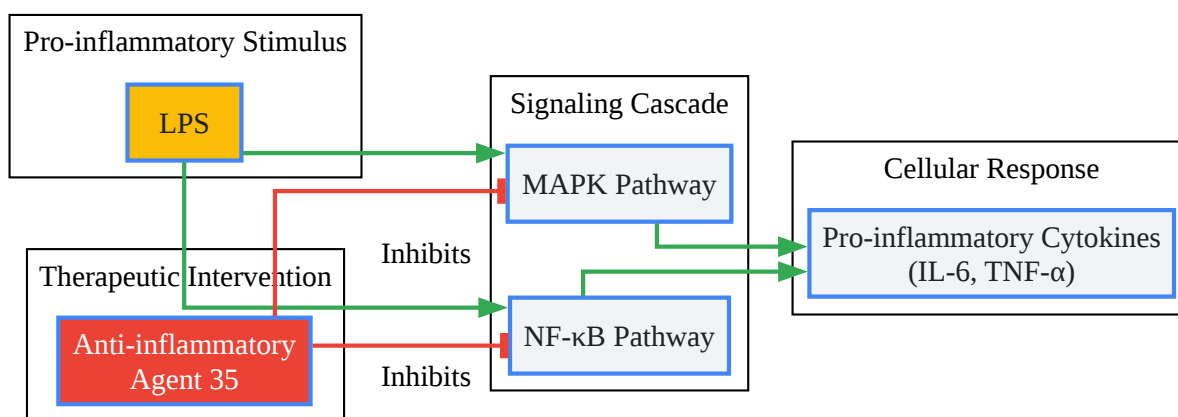 Pro-inflammatory Stimulus
LPS
Signaling Cascade
MAPK Pathway
Cellular Response
Pro-inflammatory Cytokines
(IL-6, TNF-α)
Inhibits
Therapeutic Intervention
Anti-inflammatory
Agent 35
NF-κB Pathway
Inhibits